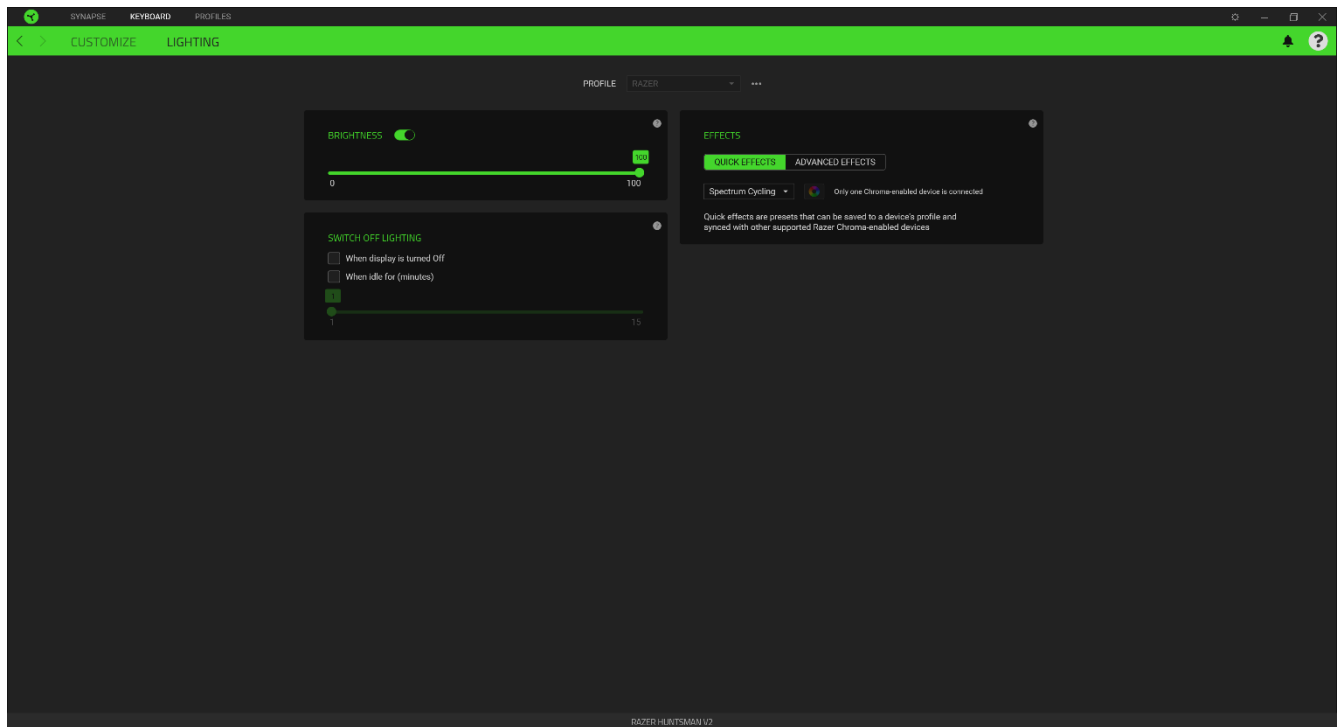 SYNAPSE KEYBOARD PROFILES
CUSTOMIZE LIGHTING
PROFILE RAZER
BRIGHTNESS
100
0 100
SWITCH OFF LIGHTING
When display is turned Off
When idle for (minutes)
1
1 15
EFFECTS
QUICK EFFECTS ADVANCED EFFECTS
Spectrum Cycling Only one Chroma-enabled device is connected
Quick effects are presets that can be saved to a device's profile and
synced with other supported Razer Chroma-enabled devices
RAZER HUNTSMAN V2